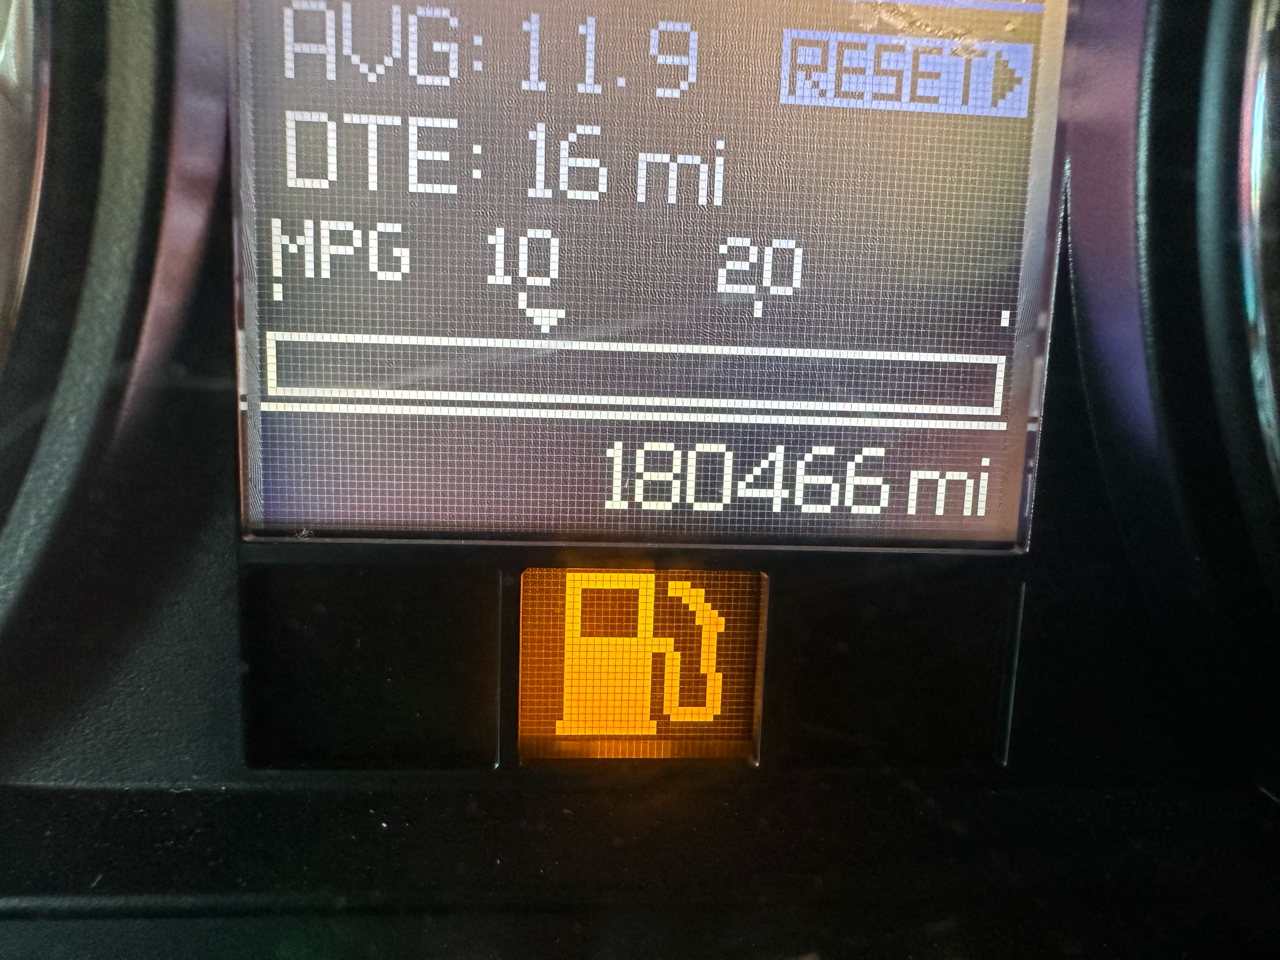 AVG: 11.9 RESET
DTE: 16 mi
MPG 10 20
180466 mi